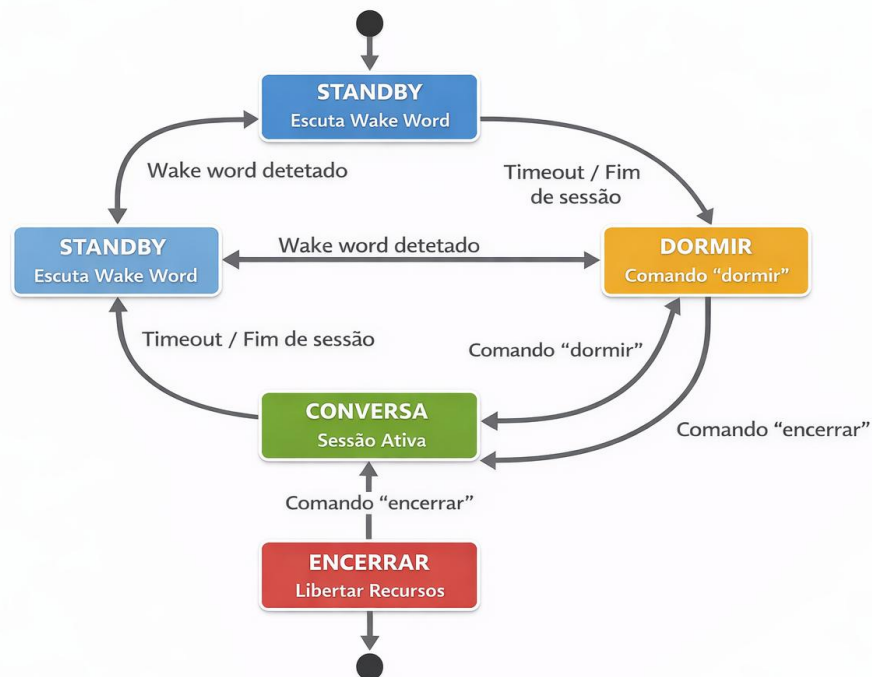 STANDBY
Escuta Wake Word
Wake word detetado
Timeout / Fim
de sessão
STANDBY
Escuta Wake Word
Wake word detetado
DORMIR
Comando “dormir”
Timeout / Fim de sessão
Comando “dormir”
CONVERSA
Sessão Ativa
Comando “encerrar”
Comando “encerrar”
ENCERRAR
Libertar Recursos